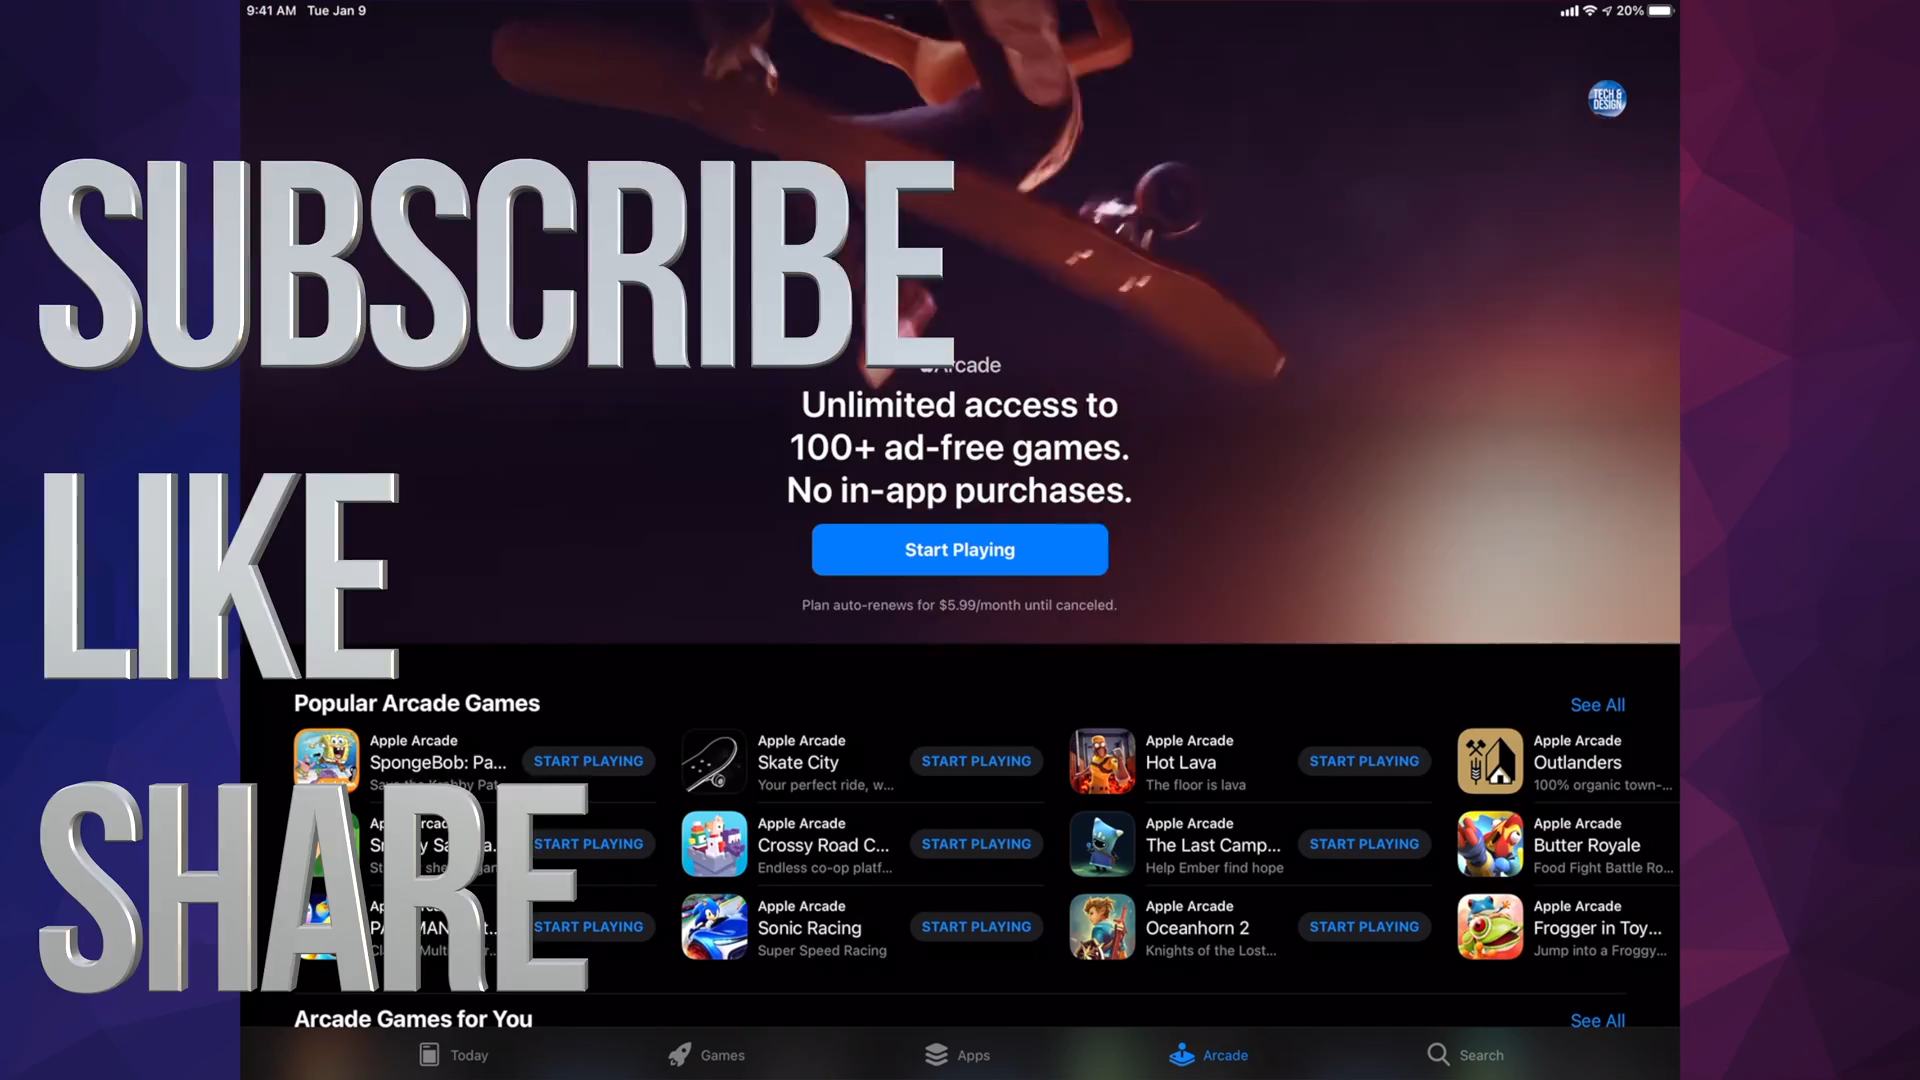 9:41 AM Tue Jan 9
20%
TECH &
DESIGN
SUBSCRIBE
LIKE
SHARE
Arcade
Unlimited access to
100+ ad-free games.
No in-app purchases.
Start Playing
Plan auto-renews for $5.99/month until canceled.
Popular Arcade Games
See All
Apple Arcade
SpongeBob: Pa...
START PLAYING
Apple Arcade
Skate City
Your perfect ride, w...
START PLAYING
Apple Arcade
Hot Lava
The floor is lava
START PLAYING
Apple Arcade
Outlanders
100% organic town-...
START PLAYING
Apple Arcade
Crossy Road C...
Endless co-op platf...
START PLAYING
Apple Arcade
The Last Camp...
Help Ember find hope
START PLAYING
Apple Arcade
Butter Royale
Food Fight Battle Ro...
START PLAYING
Apple Arcade
Sonic Racing
Super Speed Racing
START PLAYING
Apple Arcade
Oceanhorn 2
Knights of the Lost...
START PLAYING
Apple Arcade
Frogger in Toy...
Jump into a Froggy...
Arcade Games for You
See All
Today
Games
Apps
Arcade
Search